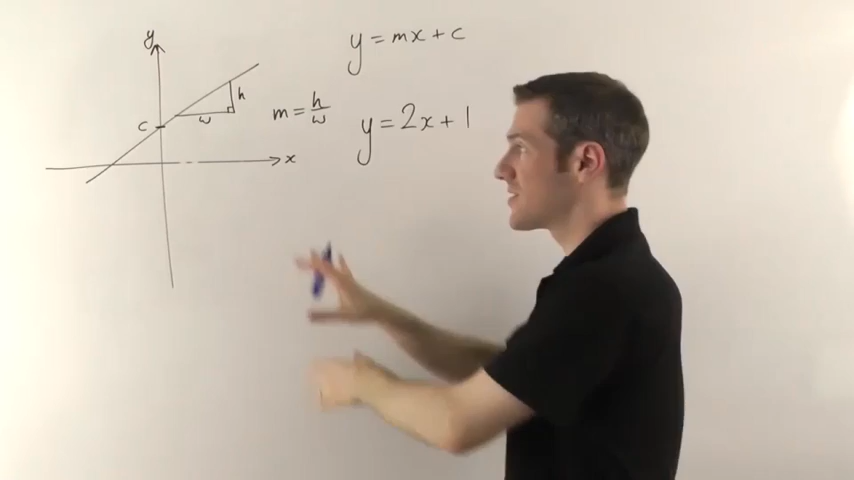 y
y = mx + c
h
w
m = h/w
c
y = 2x + 1
x